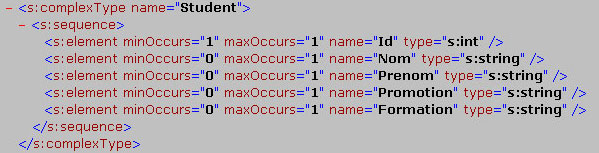 - <s:complexType name="Student">
- <s:sequence>
<s:element minOccurs="1" maxOccurs="1" name="Id" type="s:int" />
<s:element minOccurs="0" maxOccurs="1" name="Nom" type="s:string" />
<s:element minOccurs="0" maxOccurs="1" name="Prenom" type="s:string" />
<s:element minOccurs="0" maxOccurs="1" name="Promotion" type="s:string" />
<s:element minOccurs="0" maxOccurs="1" name="Formation" type="s:string" />
</s:sequence>
</s:complexType>